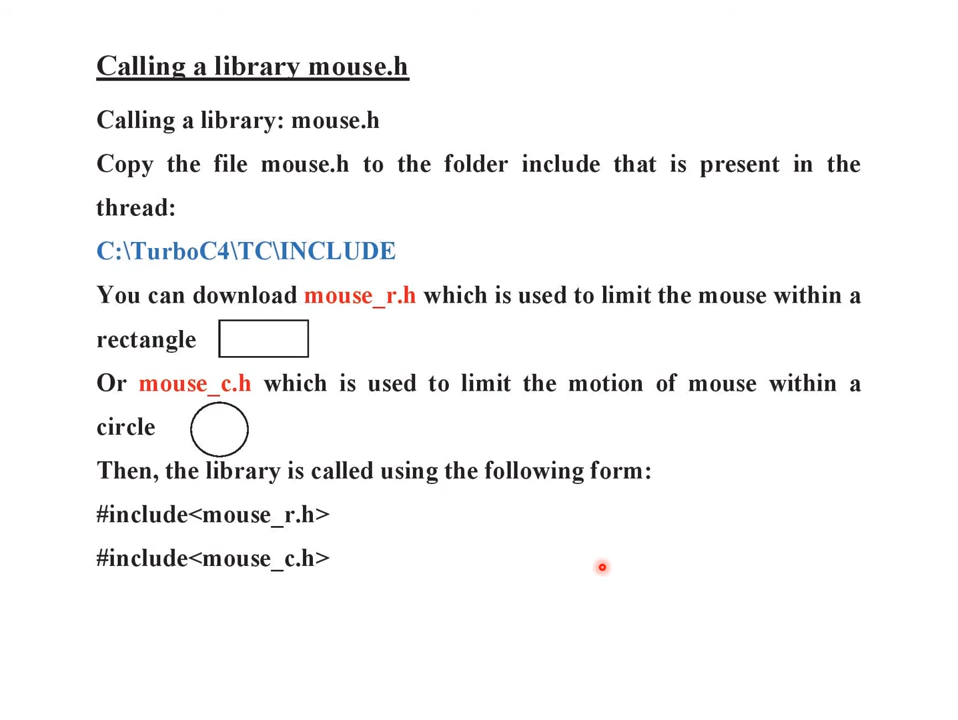 Calling a library mouse.h
Calling a library: mouse.h
Copy the file mouse.h to the folder include that is present in the
thread:
C:\TurboC4\TC\INCLUDE
You can download mouse_r.h which is used to limit the mouse within a
rectangle
Or mouse_c.h which is used to limit the motion of mouse within a
circle
Then, the library is called using the following form:
#include<mouse_r.h>
#include<mouse_c.h>